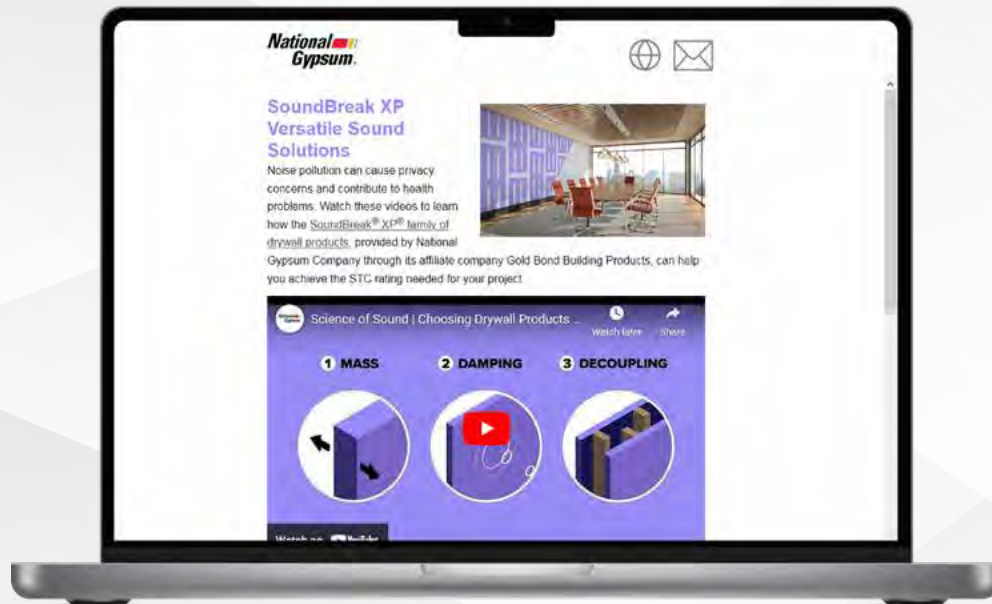 National
Gypsum.
SoundBreak XP
Versatile Sound
Solutions
Noise pollution can cause privacy
concerns and contribute to health
problems. Watch these videos to learn
how the SoundBreak® XP® family of
drywall products, provided by National
Gypsum Company through its affiliate company Gold Bond Building Products, can help
you achieve the STC rating needed for your project
Science of Sound | Choosing Drywall Products ...
Watch later
Share
1 MASS
2 DAMPING
3 DECOUPLING
Watch on YouTube